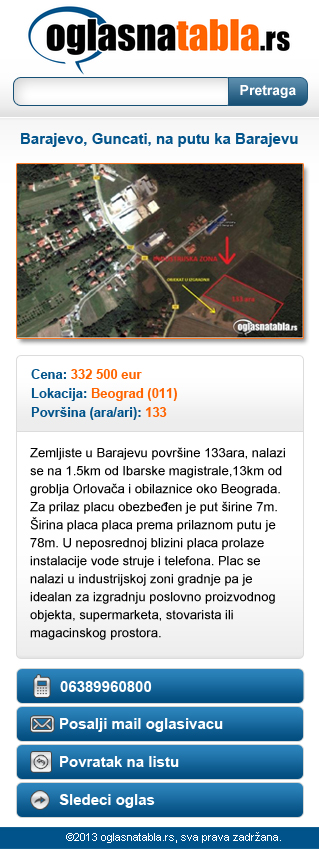 oglasnatabla.rs
Pretraga
Barajevo, Guncati, na putu ka Barajevu
ZONA
OBJEKAT U IZGRADNJI
133ara
oglasnatabla.rs
Cena: 332 500 eur
Lokacija: Beograd (011)
Površina (ara/ari): 133
Zemljiste u Barajevu površine 133ara, nalazi
se na 1.5km od Ibarske magistrale,13km od
groblja Orlovača i obilaznice oko Beograda.
Za prilaz placu obezbeđen je put širine 7m.
Širina placa placa prema prilaznom putu je
78m. U neposrednoj blizini placa prolaze
instalacije vode struje i telefona. Plac se
nalazi u industrijskoj zoni gradnje pa je
idealan za izgradnju poslovno proizvodnog
objekta, supermarketa, stovarista ili
magacinskog prostora.
06389960800
Posalji mail oglasivacu
Povratak na listu
Sledeci oglas
©2013 oglasnatabla.rs, sva prava zadržana.